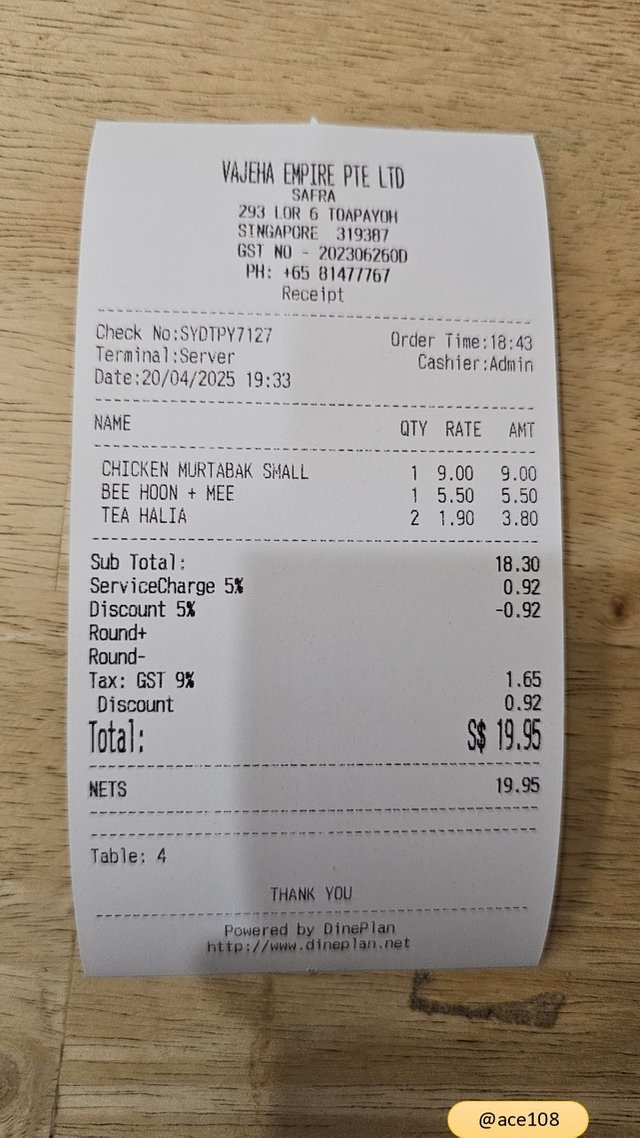 VAJEHA EMPIRE PTE LTD
SAFRA
293 LOR 6 TOAPAYOH
SINGAPORE 319387
GST NO - 202306260D
PH: +65 81477767
Receipt
Check No:SYDTPY7127 Order Time:18:43
Terminal:Server Cashier:Admin
Date:20/04/2025 19:33
NAME QTY RATE AMT
CHICKEN MURTABAK SMALL 1 9.00 9.00
BEE HOON + MEE 1 5.50 5.50
TEA HALIA 2 1.90 3.80
Sub Total: 18.30
ServiceCharge 5% 0.92
Discount 5% -0.92
Round+
Round-
Tax: GST 9% 1.65
Discount 0.92
Total: S$ 19.95
NETS 19.95
Table: 4
THANK YOU
Powered by DinePlan
http://www.dineplan.net
@ace108